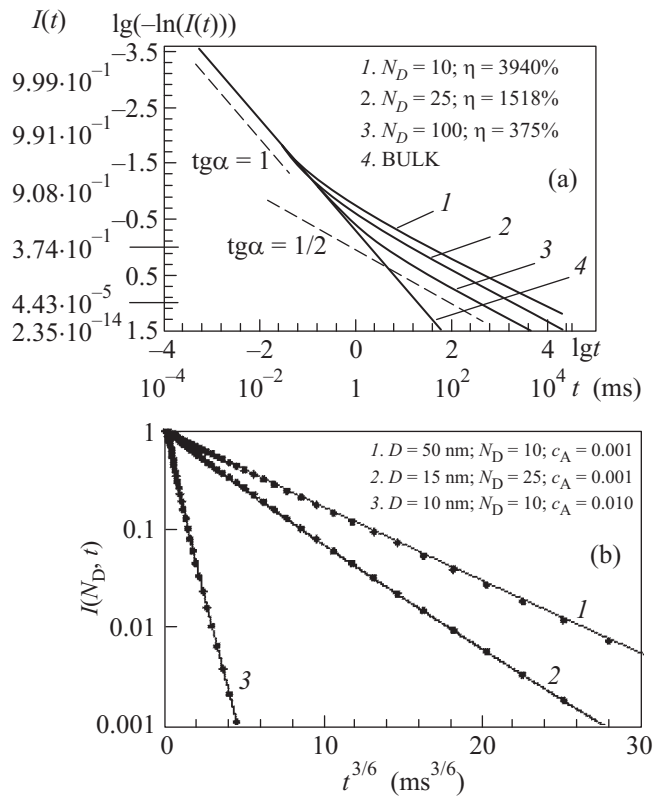 I(t) lg(–ln(I(t)))
–3.5
9.99·10⁻¹
–2.5
9.91·10⁻¹
–1.5
9.08·10⁻¹
–0.5
3.74·10⁻¹
0.5
4.43·10⁻⁵
2.35·10⁻¹⁴ 1.5
1. N_D = 10; η = 3940%
2. N_D = 25; η = 1518%
3. N_D = 100; η = 375%
4. BULK
(a)
tgα = 1
tgα = 1/2
1
2
3
4
–4 –2 0 2 4 lgt
10⁻⁴ 10⁻² 1 10² 10⁴ t (ms)
1
0.1
0.01
0.001
I(N_D, t)
1. D = 50 nm; N_D = 10; c_A = 0.001
2. D = 15 nm; N_D = 25; c_A = 0.001
3. D = 10 nm; N_D = 10; c_A = 0.010
(b)
1
2
3
0 10 20 30
t^{3/6} (ms^{3/6})